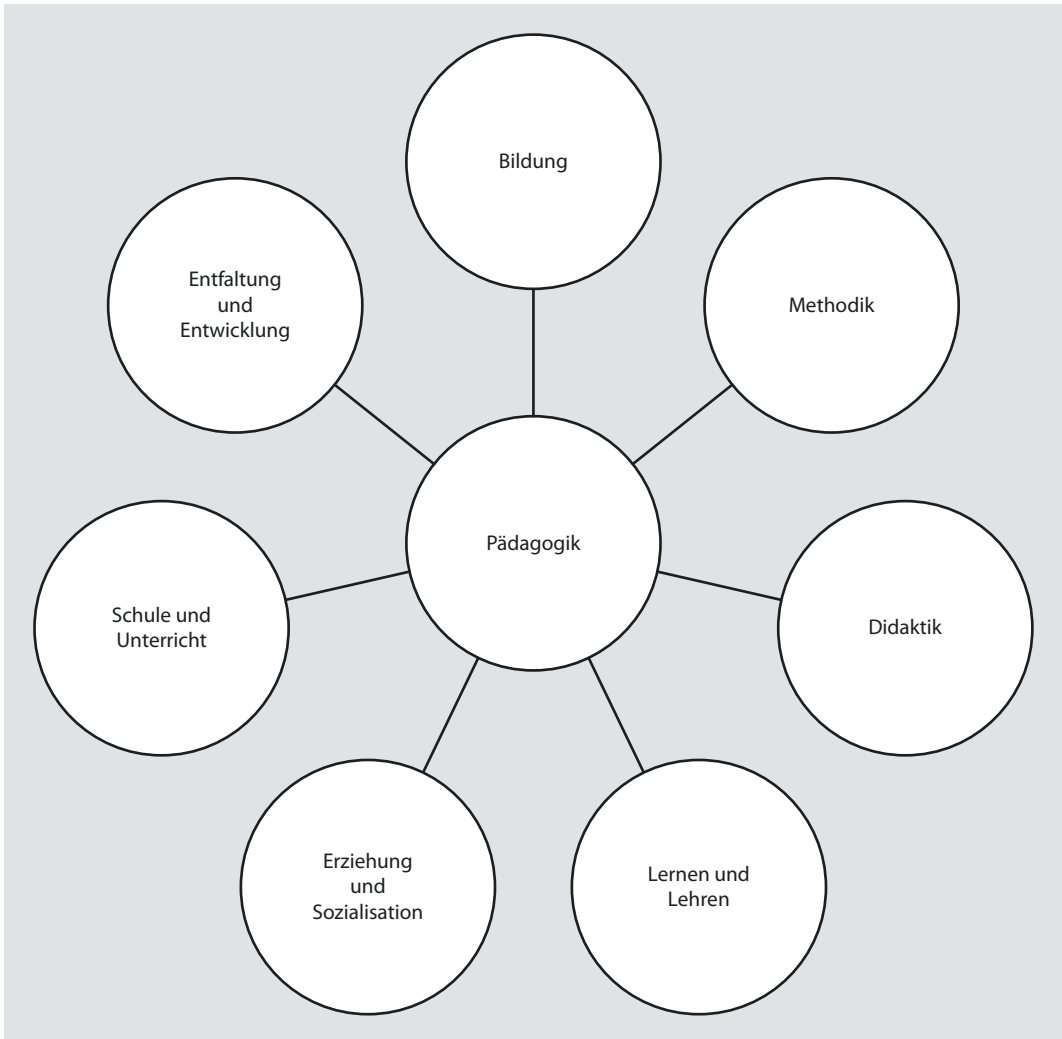 Bildung
Entfaltung
und
Entwicklung
Methodik
Pädagogik
Schule und
Unterricht
Didaktik
Erziehung
und
Sozialisation
Lernen und
Lehren